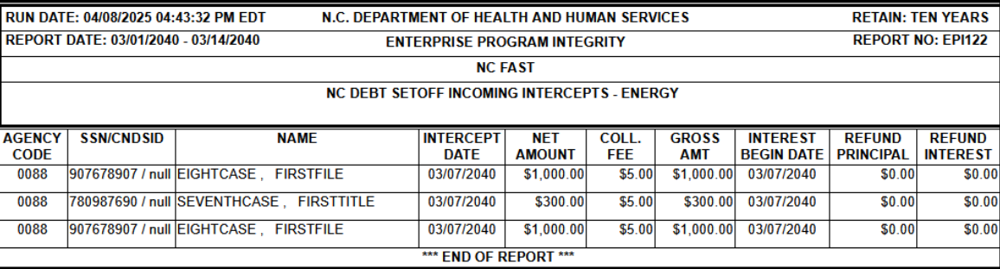 RUN DATE: 04/08/2025 04:43:32 PM EDT N.C. DEPARTMENT OF HEALTH AND HUMAN SERVICES RETAIN: TEN YEARS
REPORT DATE: 03/01/2040 - 03/14/2040 ENTERPRISE PROGRAM INTEGRITY REPORT NO: EPI122
NC FAST
NC DEBT SETOFF INCOMING INTERCEPTS - ENERGY
AGENCY CODE SSN/CNDSID NAME INTERCEPT DATE NET AMOUNT COLL. FEE GROSS AMT INTEREST BEGIN DATE REFUND PRINCIPAL REFUND INTEREST
0088 907678907 / null EIGHTCASE , FIRSTFILE 03/07/2040 $1,000.00 $5.00 $1,000.00 03/07/2040 $0.00 $0.00
0088 780987690 / null SEVENTHCASE , FIRSTTITLE 03/07/2040 $300.00 $5.00 $300.00 03/07/2040 $0.00 $0.00
0088 907678907 / null EIGHTCASE , FIRSTFILE 03/07/2040 $1,000.00 $5.00 $1,000.00 03/07/2040 $0.00 $0.00
*** END OF REPORT ***